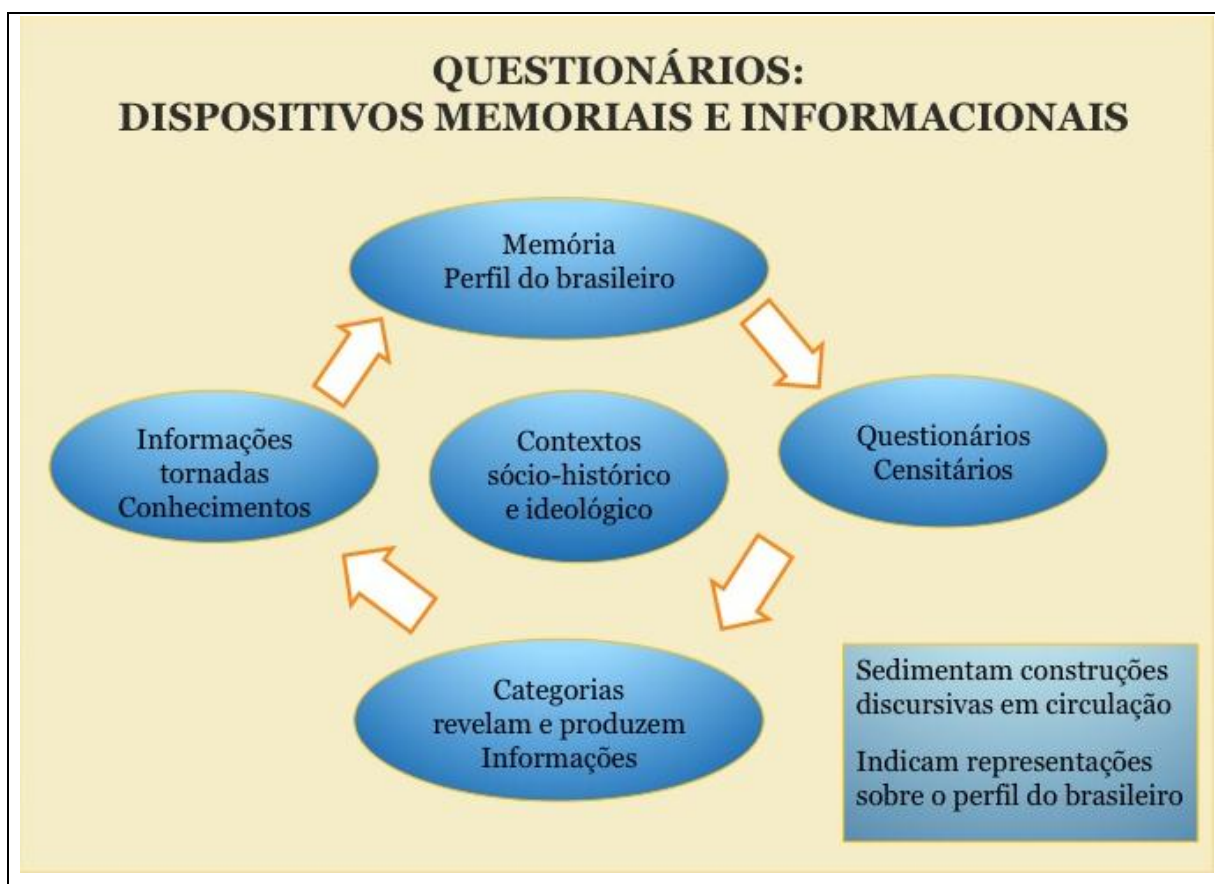 QUESTIONÁRIOS:
DISPOSITIVOS MEMORIAIS E INFORMACIONAIS
Memória
Perfil do brasileiro
Informações
tornadas
Conhecimentos
Contextos
sócio-histórico
e ideológico
Questionários
Censitários
Categorias
revelam e produzem
Informações
Sedimentam construções
discursivas em circulação
Indicam representações
sobre o perfil do brasileiro